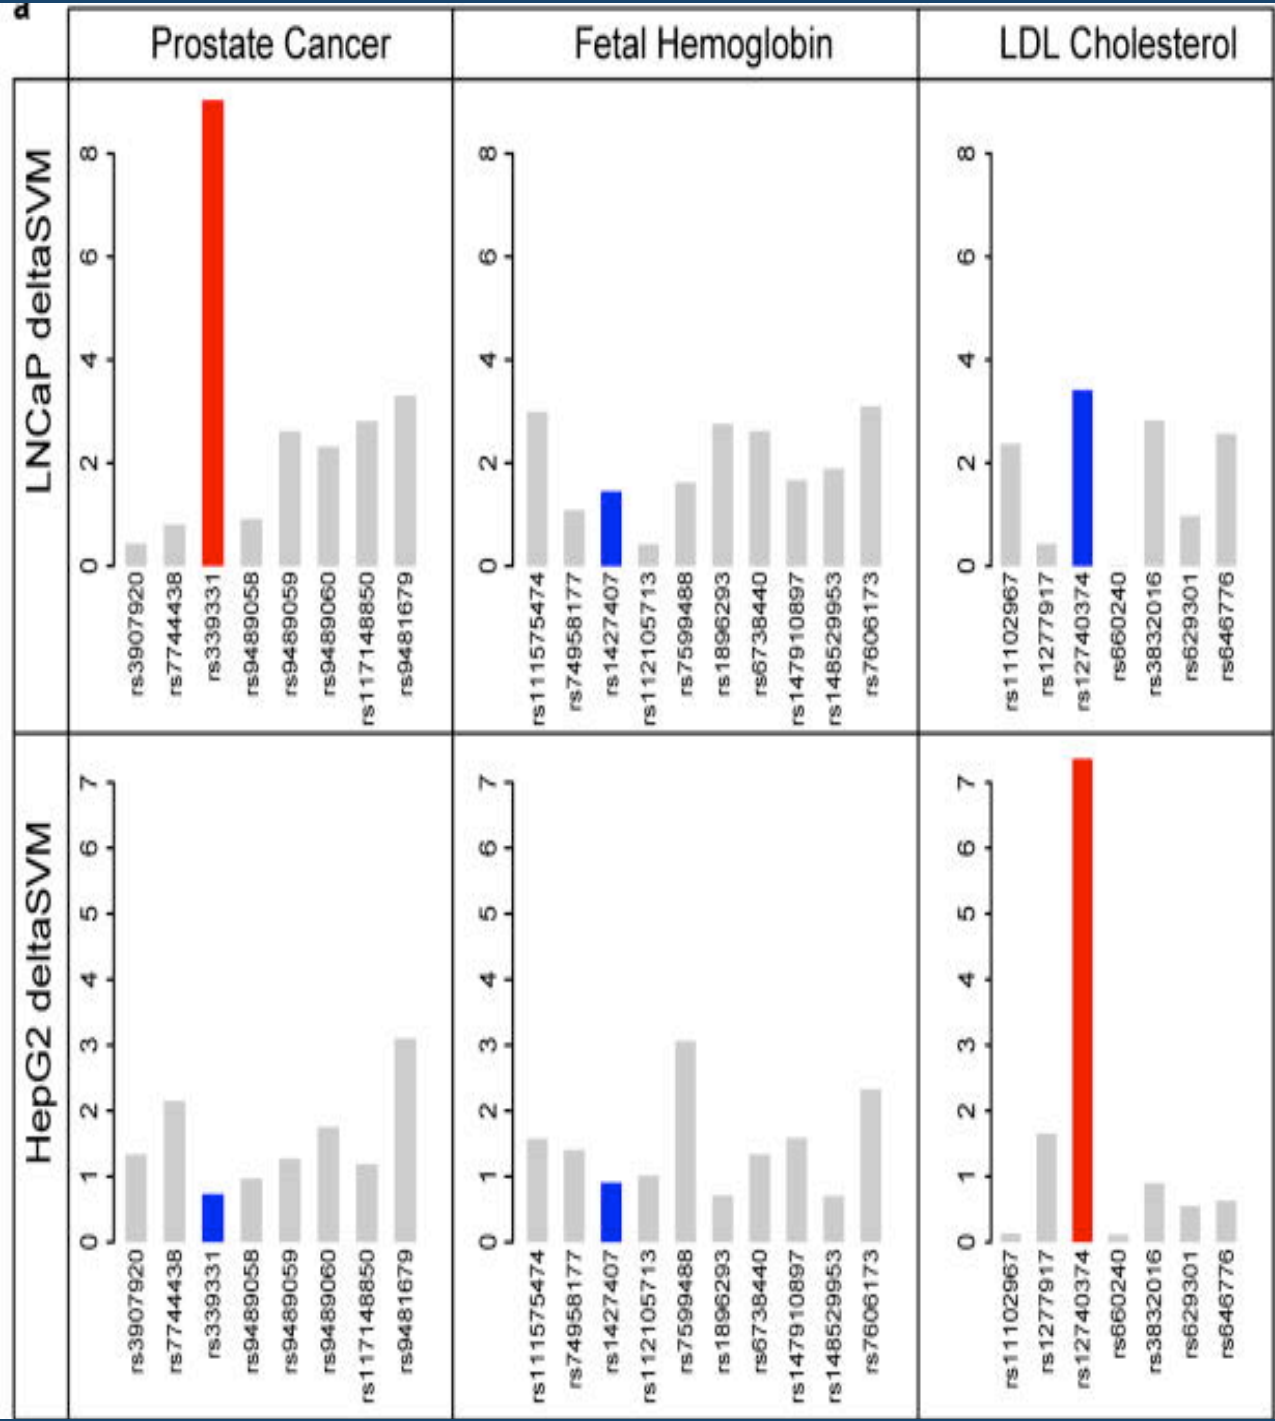 a
Prostate Cancer
Fetal Hemoglobin
LDL Cholesterol
LNCaP deltaSVM
8
6
4
2
0
rs3907920
rs7744438
rs339331
rs9489058
rs9489059
rs9489060
rs117148850
rs9481679
8
6
4
2
0
rs111575474
rs74958177
rs1427407
rs112105713
rs7599488
rs1896293
rs6738440
rs147910897
rs148529953
rs7606173
8
6
4
2
0
rs11102967
rs12779917
rs12740374
rs660240
rs3832016
rs629301
rs646776
HepG2 deltaSVM
7
6
5
4
3
2
1
0
rs3907920
rs7744438
rs339331
rs9489058
rs9489059
rs9489060
rs117148850
rs9481679
7
6
5
4
3
2
1
0
rs111575474
rs74958177
rs1427407
rs112105713
rs7599488
rs1896293
rs6738440
rs147910897
rs148529953
rs7606173
7
6
5
4
3
2
1
0
rs11102967
rs12779917
rs12740374
rs660240
rs3832016
rs629301
rs646776